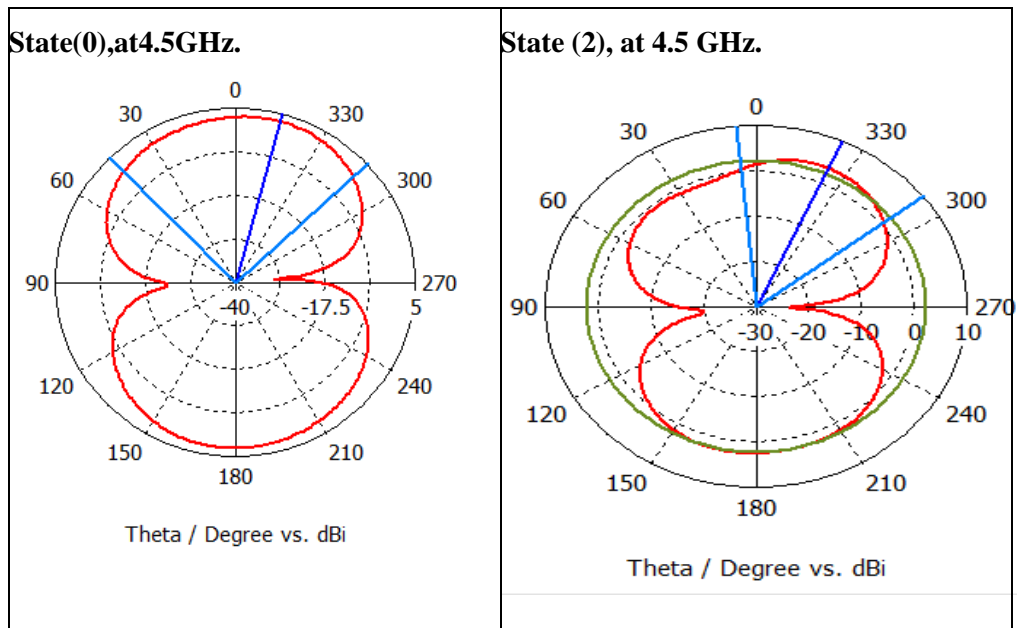 State(0),at4.5GHz.
0
30 330
60 300
90 -40 -17.5 5 270
120 240
150 210
180
Theta / Degree vs. dBi
State (2), at 4.5 GHz.
0
30 330
60 300
90 270
-30 -20 -10 0 10
120 240
150 210
180
Theta / Degree vs. dBi